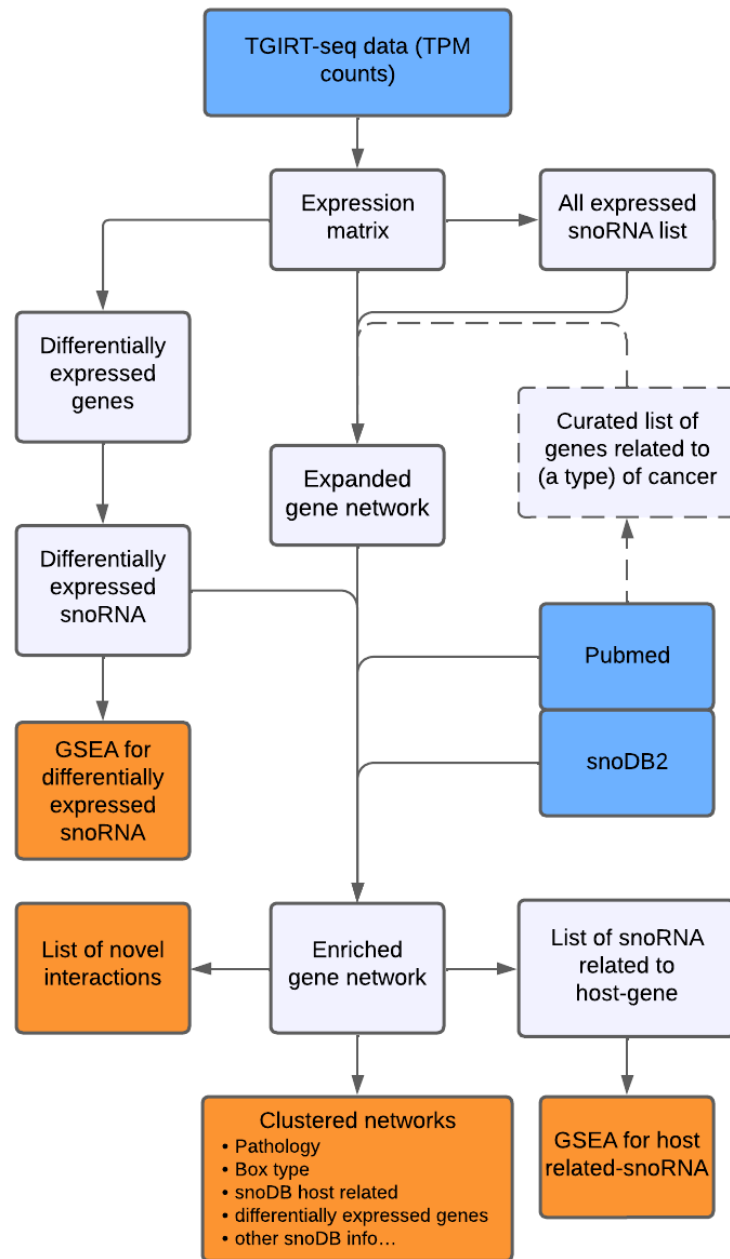 TGIRT-seq data (TPM
counts)
Expression
matrix
All expressed
snoRNA list
Differentially
expressed
genes
Curated list of
genes related to
(a type) of cancer
Expanded
gene network
Differentially
expressed
snoRNA
Pubmed
snoDB2
GSEA for
differentially
expressed
snoRNA
List of novel
interactions
Enriched
gene network
List of snoRNA
related to
host-gene
Clustered networks
• Pathology
• Box type
• snoDB host related
• differentially expressed genes
• other snoDB info...
GSEA for host
related-snoRNA